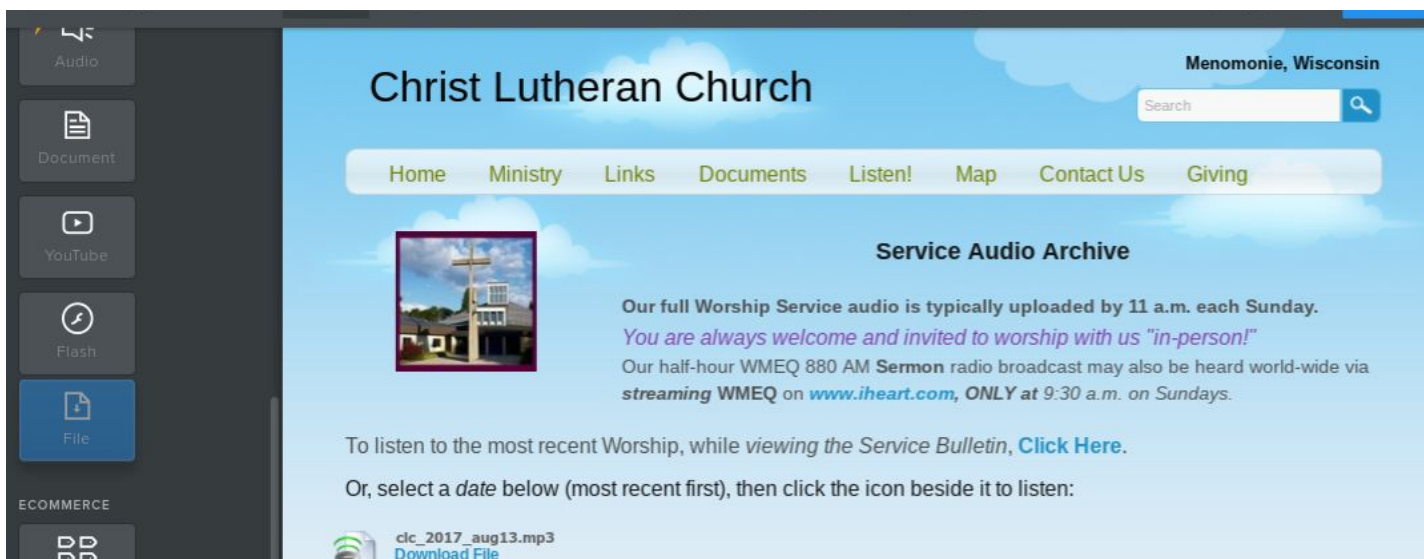 Audio
Document
YouTube
Flash
File
ECOMMERCE
Christ Lutheran Church
Menomonie, Wisconsin
Search
Home Ministry Links Documents Listen! Map Contact Us Giving
Service Audio Archive
Our full Worship Service audio is typically uploaded by 11 a.m. each Sunday.
You are always welcome and invited to worship with us "in-person!"
Our half-hour WMEQ 880 AM Sermon radio broadcast may also be heard world-wide via
streaming WMEQ on www.iheart.com, ONLY at 9:30 a.m. on Sundays.
To listen to the most recent Worship, while viewing the Service Bulletin, Click Here.
Or, select a date below (most recent first), then click the icon beside it to listen:
clc_2017_aug13.mp3
Download File